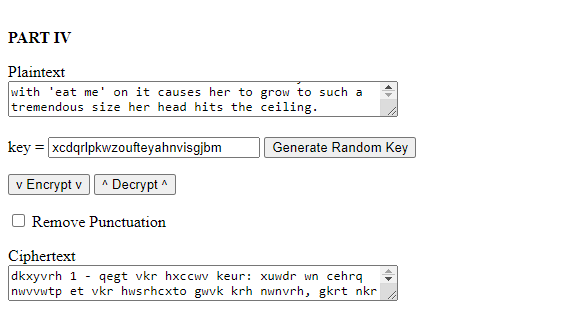 PART IV
Plaintext
with 'eat me' on it causes her to grow to such a
tremendous size her head hits the ceiling.
key = xcdqrlpkwzoufteyahnvisgjbm Generate Random Key
v Encrypt v ^ Decrypt ^
Remove Punctuation
Ciphertext
dkxyvrh 1 - qegt vkr hxccwv keur: xuwdr wn cehrq
nwvvwtp et vkr hwsrhcxto gwvk krh nwnvrh, gkrt nkr